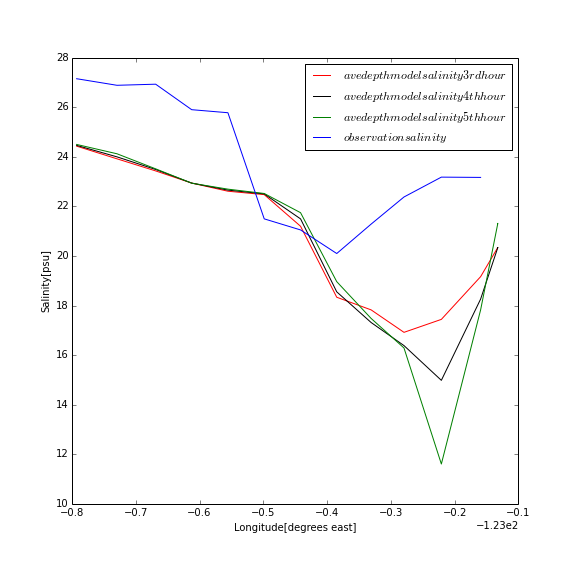 28
26
24
22
20
18
16
14
12
10
Salinity[psu]
avedepthmodelsalinity3rdhour
avedepthmodelsalinity4thhour
avedepthmodelsalinity5thhour
observationsalinity
−0.8 −0.7 −0.6 −0.5 −0.4 −0.3 −0.2 −0.1
Longitude[degrees east]
−1.23e2